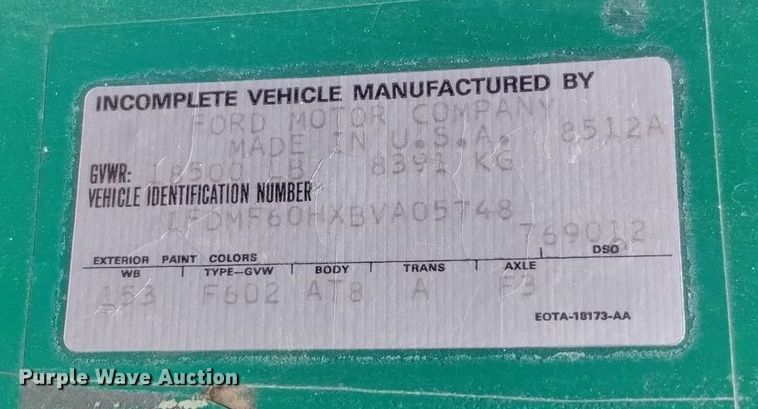 INCOMPLETE VEHICLE MANUFACTURED BY
FORD MOTOR COMPANY
MADE IN U.S.A. 8512A
GVWR: 18500 LB 8391 KG
VEHICLE IDENTIFICATION NUMBER
1FDMF60HXBVA05748
769012
EXTERIOR PAINT COLORS DSO
WB TYPE-GVW BODY TRANS AXLE
153 F602 AT8 A F3
EOTA-18173-AA
Purple Wave Auction